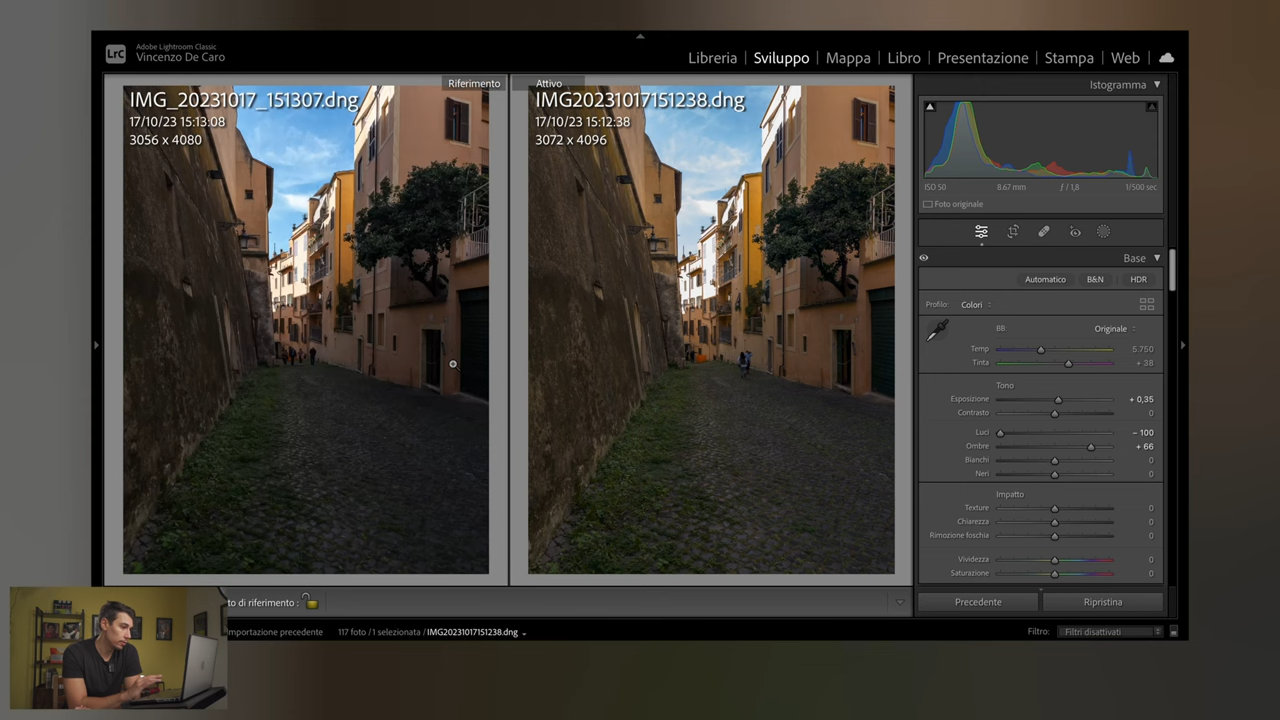 LrC
Adobe Lightroom Classic
Vincenzo De Caro
Libreria | Sviluppo | Mappa | Libro | Presentazione | Stampa | Web
Riferimento
IMG_20231017_151307.dng
17/10/23 15:13:08
3056 x 4080
Attivo
IMG20231017151238.dng
17/10/23 15:12:38
3072 x 4096
Istogramma
ISO 50 8.67 mm ƒ / 1,8 1/500 sec
Foto originale
Base
Automatico B&N HDR
Profilo: Colori
BB: Originale
Temp 5.750
Tinta + 38
Tono
Esposizione + 0,35
Contrasto 0
Luci − 100
Ombre + 66
Bianchi 0
Neri 0
Impatto
Texture 0
Chiarezza 0
Rimozione foschia 0
Vividezza 0
Saturazione 0
Precedente Ripristina
to di riferimento :
mportazione precedente 117 foto / 1 selezionata / IMG20231017151238.dng
Filtro: Filtri disattivati